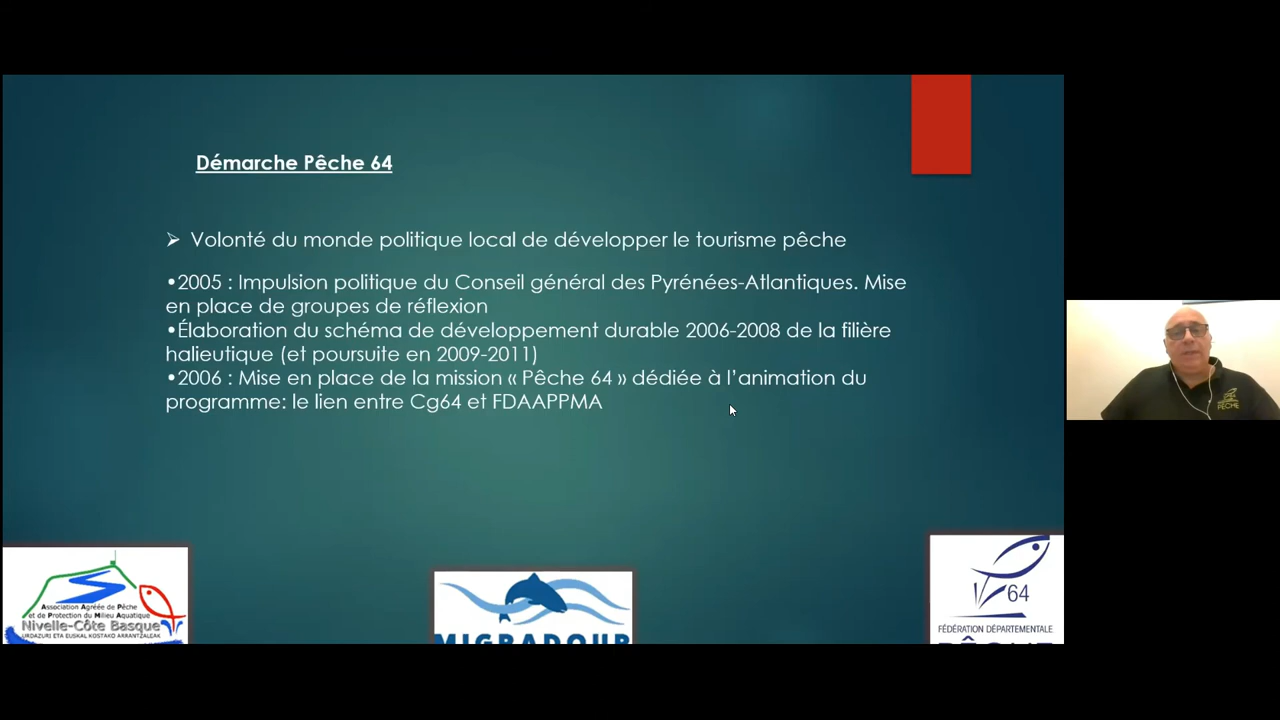 Démarche Pêche 64
➢ Volonté du monde politique local de développer le tourisme pêche
•2005 : Impulsion politique du Conseil général des Pyrénées-Atlantiques. Mise
en place de groupes de réflexion
•Élaboration du schéma de développement durable 2006-2008 de la filière
halieutique (et poursuite en 2009-2011)
•2006 : Mise en place de la mission « Pêche 64 » dédiée à l’animation du
programme: le lien entre Cg64 et FDAAPPMA
Association Agréée de Pêche
et de Protection du Milieu Aquatique
Nivelle-Côte Basque
URDAZURI ETA EUSKAL KOSTAKO ARRANTZALEAK
MIGRADOUR
64
FÉDÉRATION DÉPARTEMENTALE
PÊCHE
PÊCHE